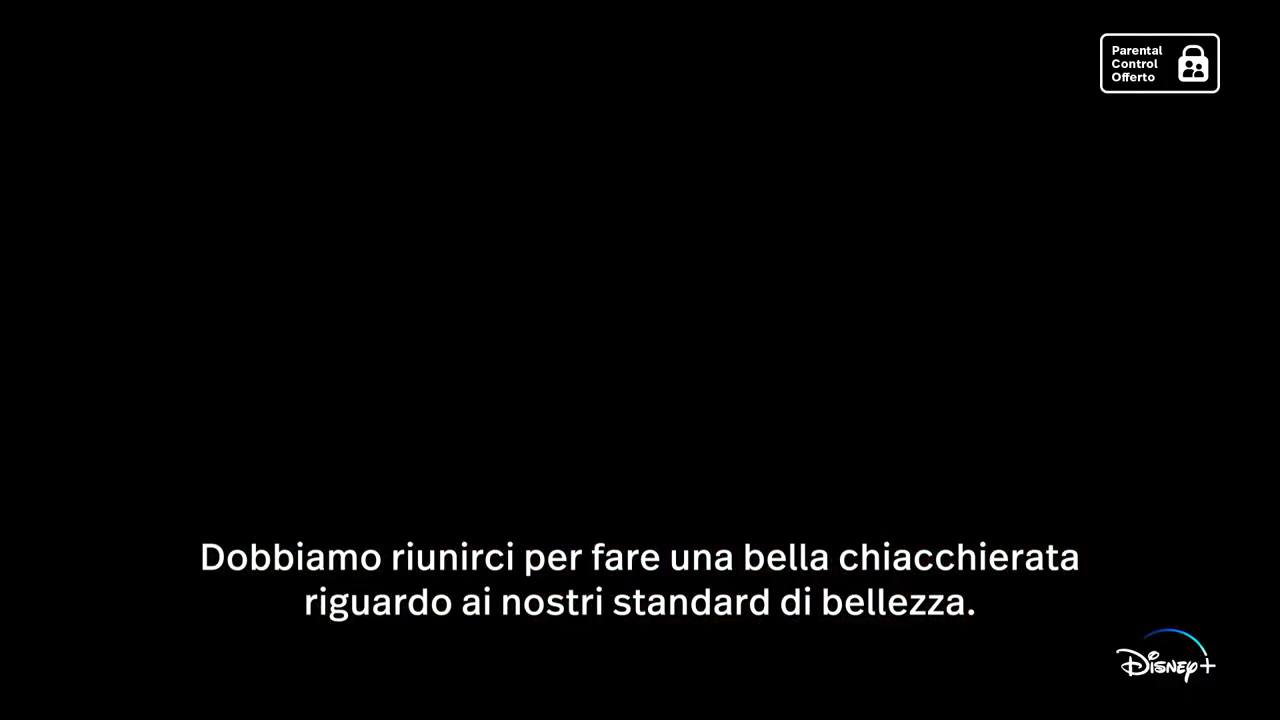 Parental
Control
Offerto
Dobbiamo riunirci per fare una bella chiacchierata
riguardo ai nostri standard di bellezza.
Disney+